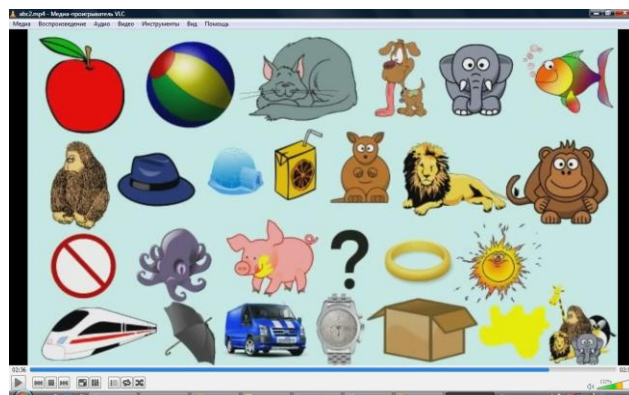 abc2.mp4 - Медиа-проигрыватель VLC
Медиа Воспроизведение Аудио Видео Инструменты Вид Помощь
02:36